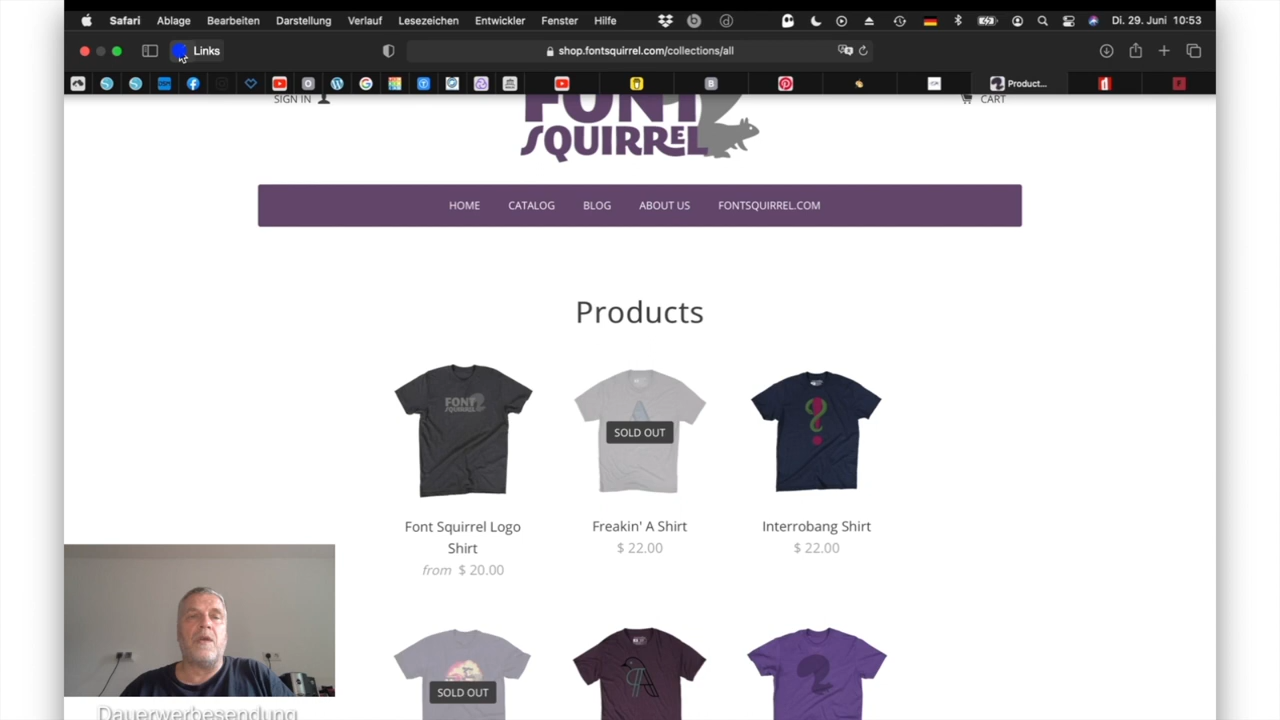 Safari Ablage Bearbeiten Darstellung Verlauf Lesezeichen Entwickler Fenster Hilfe Di. 29. Juni 10:53
Links shop.fontsquirrel.com/collections/all
Product...
SIGN IN CART
FONT
SQUIRREL
HOME CATALOG BLOG ABOUT US FONTSQUIRREL.COM
Products
FONT
SQUIRREL
SOLD OUT
Font Squirrel Logo Shirt
from $ 20.00
Freakin' A Shirt
$ 22.00
Interrobang Shirt
$ 22.00
SOLD OUT
Dauerwerbesendung